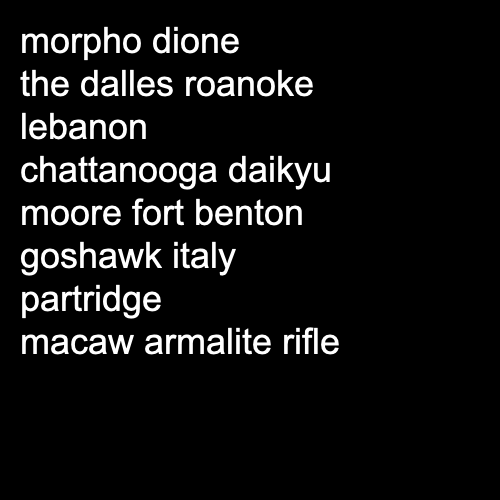 morpho dione
the dalles roanoke
lebanon
chattanooga daikyu
moore fort benton
goshawk italy
partridge
macaw armalite rifle